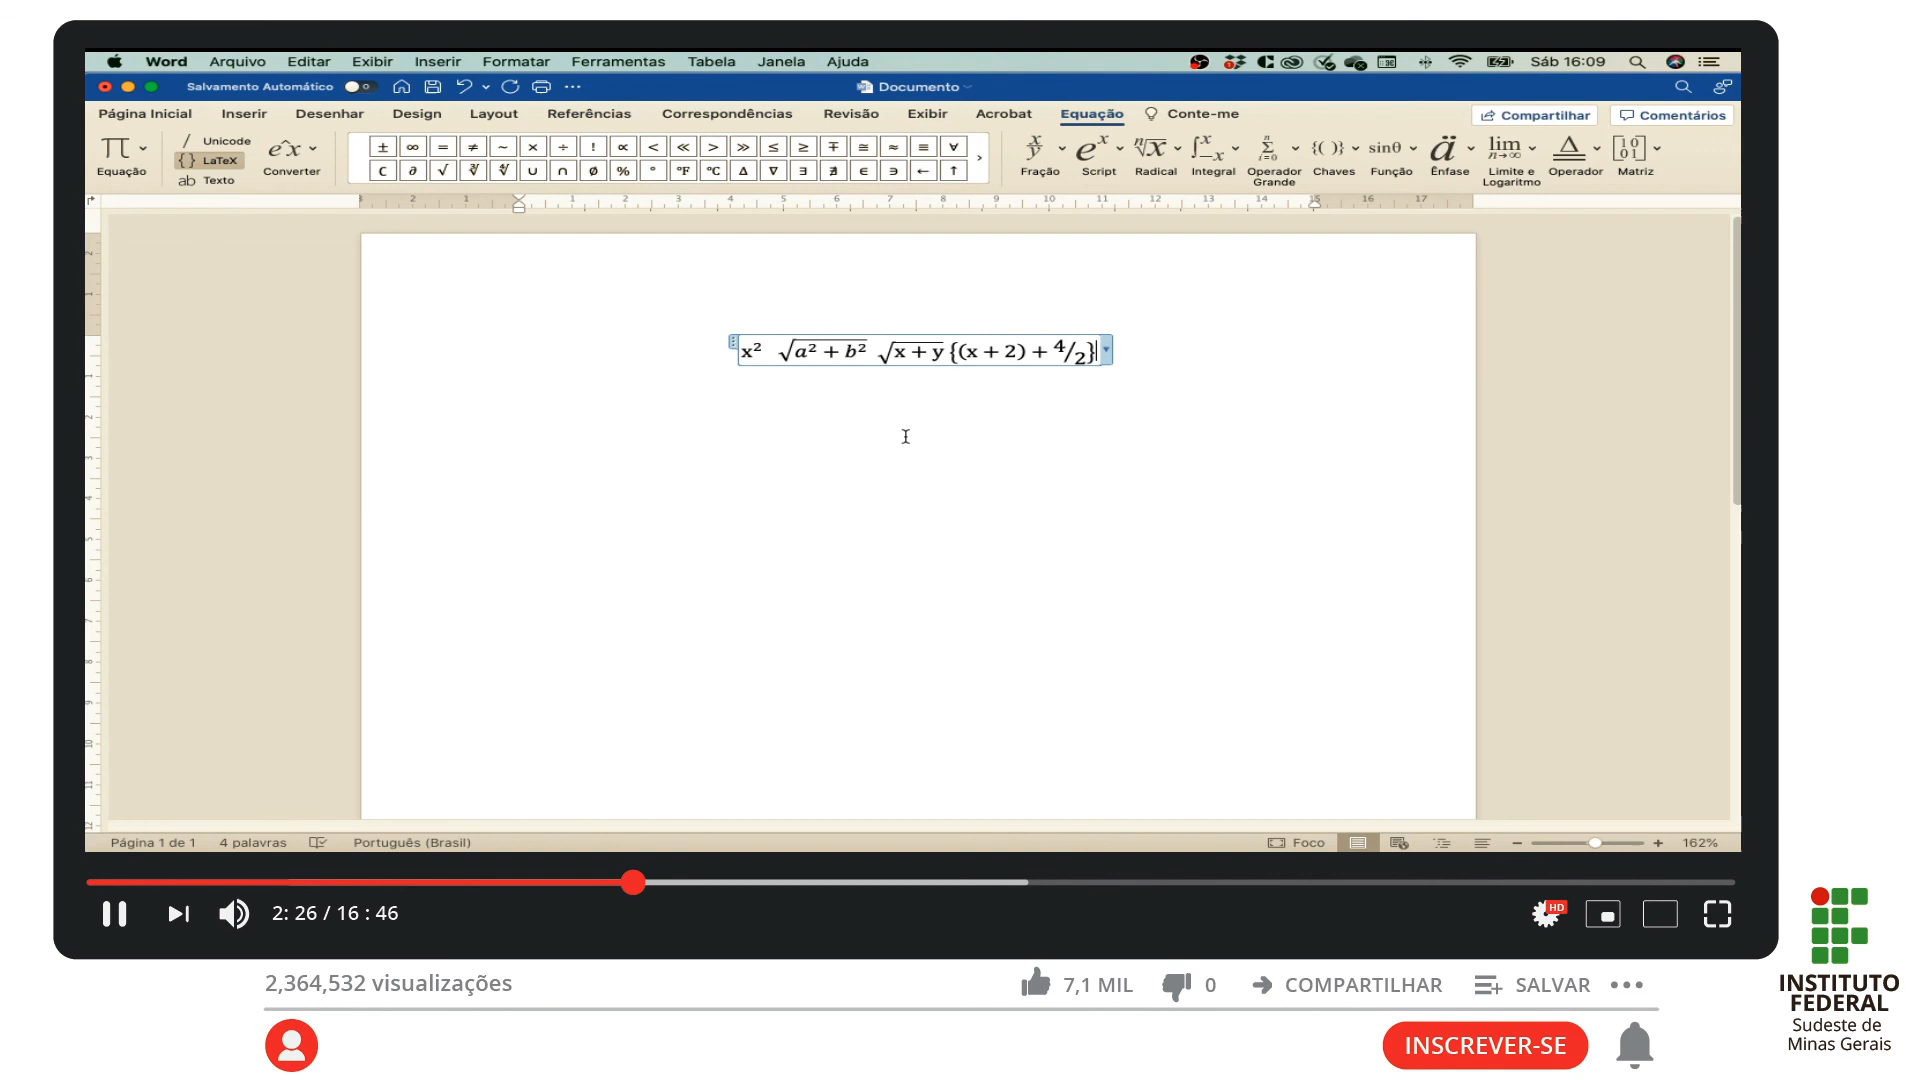 Word Arquivo Editar Exibir Inserir Formatar Ferramentas Tabela Janela Ajuda Sáb 16:09
Salvamento Automático Documento
Página Inicial Inserir Desenhar Design Layout Referências Correspondências Revisão Exibir Acrobat Equação Conte-me Compartilhar Comentários
Unicode
LaTeX
ab Texto
Equação Converter
± ∞ = ≠ ~ × ÷ ! ∝ < ≪ > ≫ ≤ ≥ ∓ ≅ ≈ ≡ ∀
∁ ∂ √ ∛ ∜ ∪ ∩ ∅ % ° °F °C ∆ ∇ ∃ ∄ ∈ ∋ ← ↑
Fração Script Radical Integral Operador Grande Chaves Função Ênfase Limite e Logaritmo Operador Matriz
x² √(a² + b²) √(x + y) {(x + 2) + 4/2}
Página 1 de 1 4 palavras Português (Brasil) Foco 162%
2: 26 / 16 : 46 HD
2,364,532 visualizações 7,1 MIL 0 COMPARTILHAR SALVAR
INSCREVER-SE
INSTITUTO
FEDERAL
Sudeste de
Minas Gerais